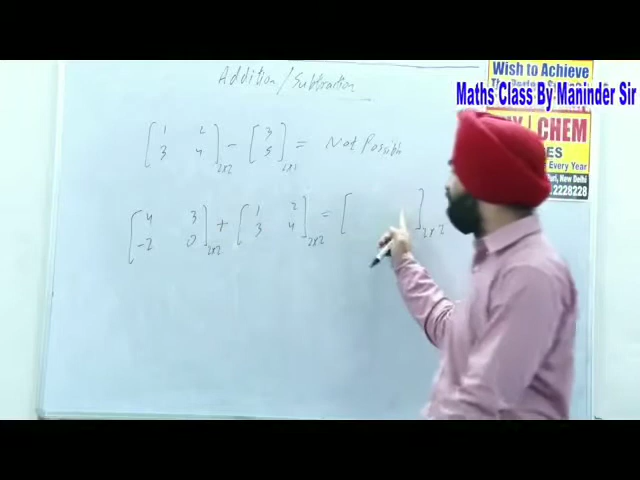 Addition/Subtraction
Wish to Achieve
Maths Class By Maninder Sir
[1 2
3 4]2x2 - [3
5]2x1 = Not Possible
CHEM
Every Year
New Delhi
[4 3
-2 0]2x2 + [1 2
3 4]2x2 = [ ]2x2